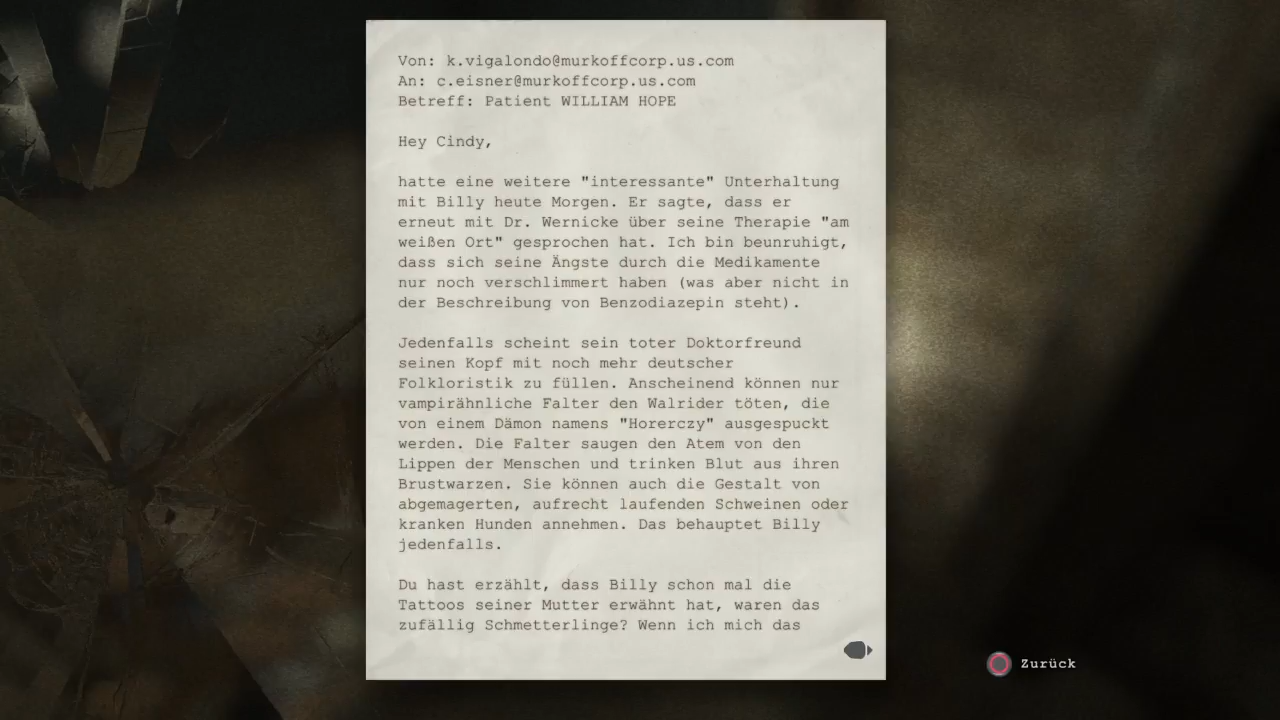 Von: k.vigalondo@murkoffcorp.us.com
An: c.eisner@murkoffcorp.us.com
Betreff: Patient WILLIAM HOPE
Hey Cindy,
hatte eine weitere "interessante" Unterhaltung
mit Billy heute Morgen. Er sagte, dass er
erneut mit Dr. Wernicke über seine Therapie "am
weißen Ort" gesprochen hat. Ich bin beunruhigt,
dass sich seine Ängste durch die Medikamente
nur noch verschlimmert haben (was aber nicht in
der Beschreibung von Benzodiazepin steht).
Jedenfalls scheint sein toter Doktorfreund
seinen Kopf mit noch mehr deutscher
Folkloristik zu füllen. Anscheinend können nur
vampirähnliche Falter den Walrider töten, die
von einem Dämon namens "Horerczy" ausgespuckt
werden. Die Falter saugen den Atem von den
Lippen der Menschen und trinken Blut aus ihren
Brustwarzen. Sie können auch die Gestalt von
abgemagerten, aufrecht laufenden Schweinen oder
kranken Hunden annehmen. Das behauptet Billy
jedenfalls.
Du hast erzählt, dass Billy schon mal die
Tattoos seiner Mutter erwähnt hat, waren das
zufällig Schmetterlinge? Wenn ich mich das
Zurück